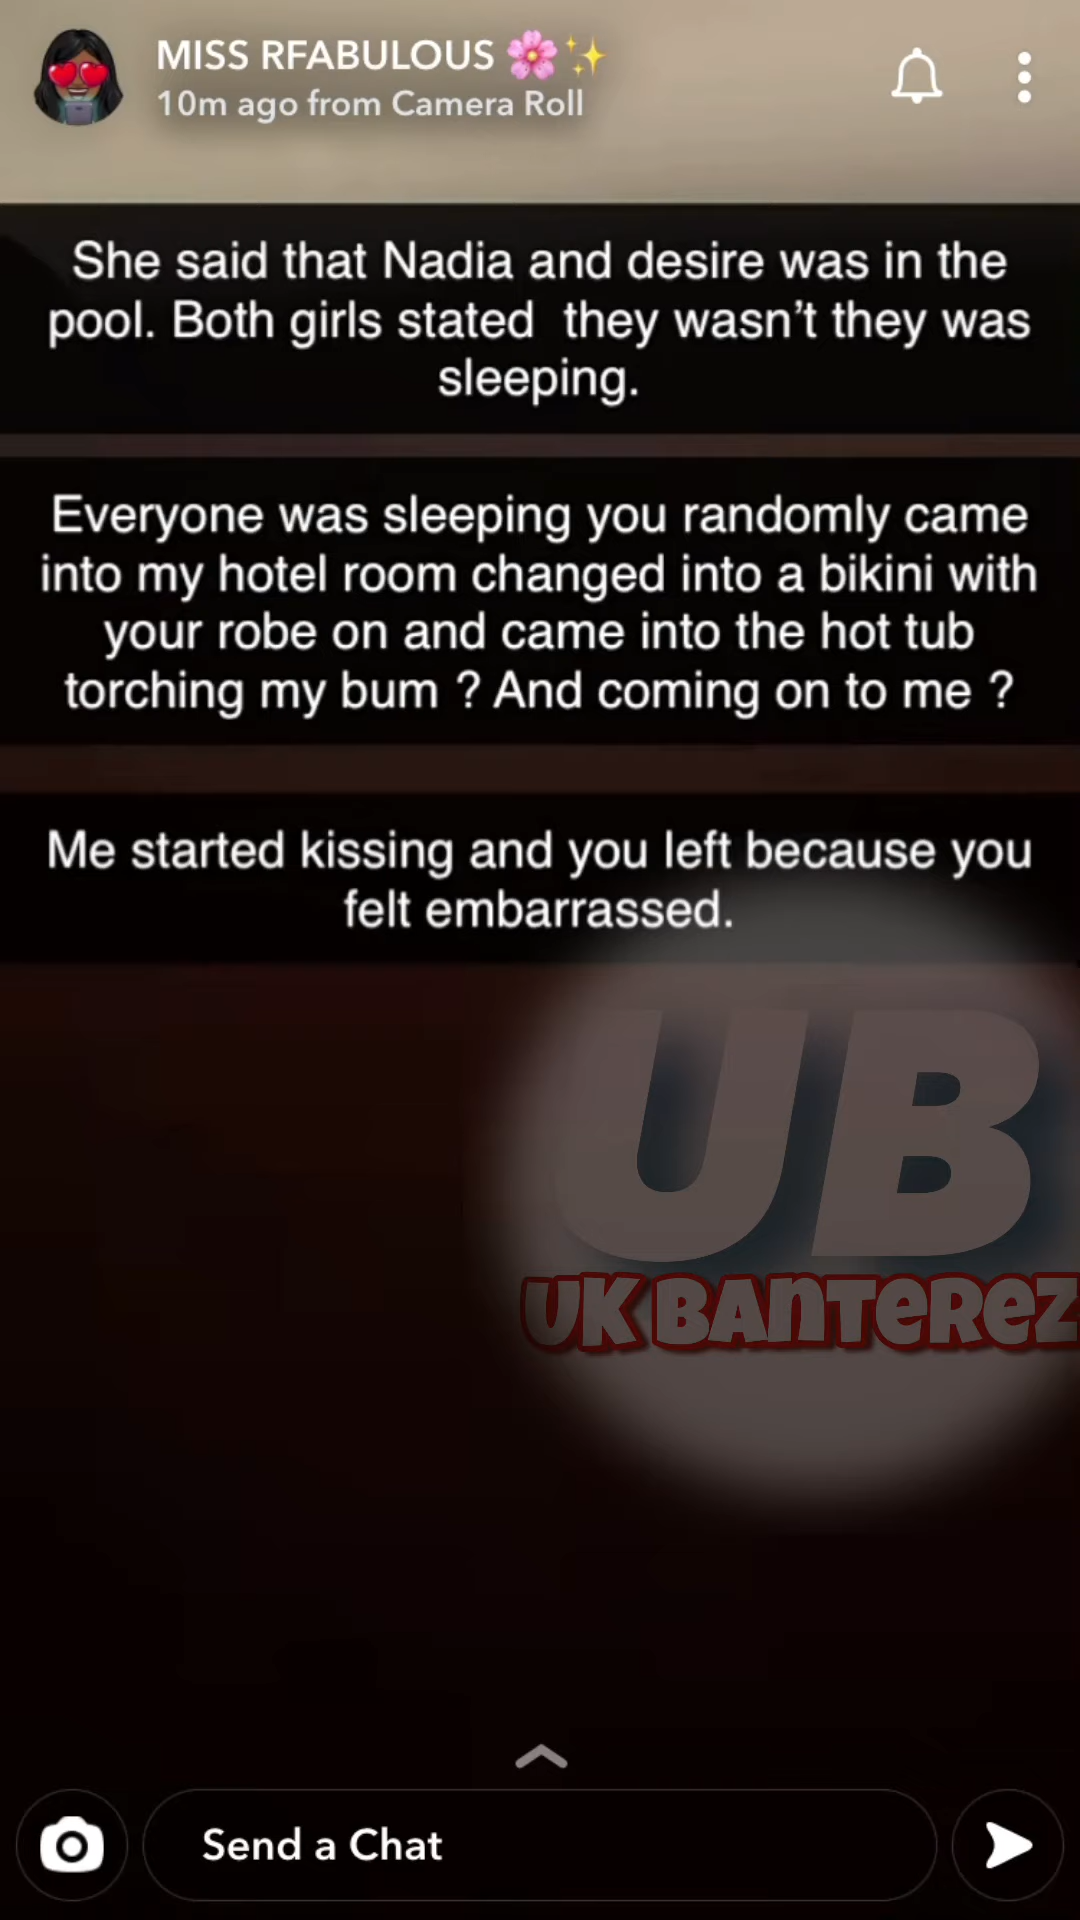 MISS RFABULOUS 🌸✨
10m ago from Camera Roll
She said that Nadia and desire was in the
pool. Both girls stated  they wasn't they was
sleeping.
Everyone was sleeping you randomly came
into my hotel room changed into a bikini with
your robe on and came into the hot tub
torching my bum ? And coming on to me ?
Me started kissing and you left because you
felt embarrassed.
UB
UK BANTEREZ
Send a Chat